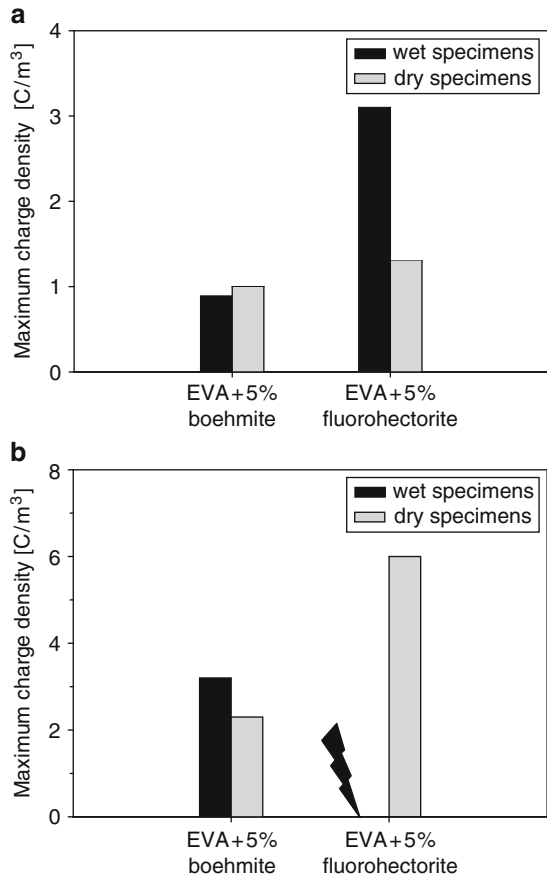 a
Maximum charge density [C/m³]
4
3
2
1
0
wet specimens
dry specimens
EVA+5%
boehmite
EVA+5%
fluorohectorite
b
Maximum charge density [C/m³]
8
6
4
2
0
wet specimens
dry specimens
EVA+5%
boehmite
EVA+5%
fluorohectorite